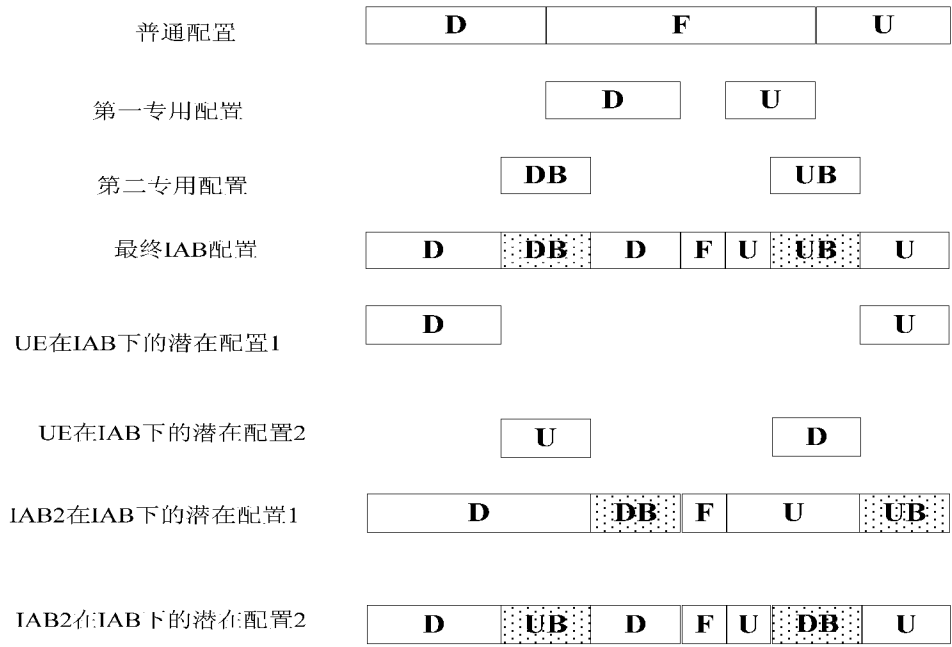 普通配置 D F U
第一专用配置 D U
第二专用配置 DB UB
最终IAB配置 D DB D F U UB U
UE在IAB下的潜在配置1 D U
UE在IAB下的潜在配置2 U D
IAB2在IAB下的潜在配置1 D DB F U UB
IAB2在IAB下的潜在配置2 D UB D F U DB U